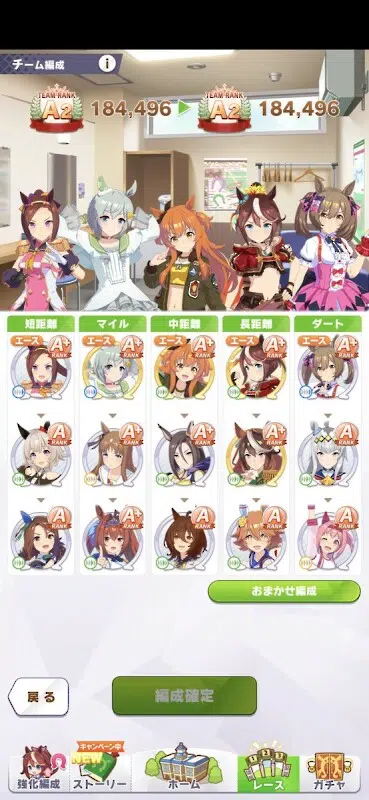 チーム編成 i
TEAM RANK TEAM RANK
A2 184,496 A2 184,496
短距離 マイル 中距離 長距離 ダート
エース エース エース エース エース
A+ RANK A+ RANK A+ RANK A+ RANK A+ RANK
A+ RANK A+ RANK A+ RANK A+ RANK A RANK
A RANK A RANK A RANK A RANK A RANK
おまかせ編成
戻る 編成確定
キャンペーン中
NEW
強化編成 ストーリー ホーム レース ガチャ